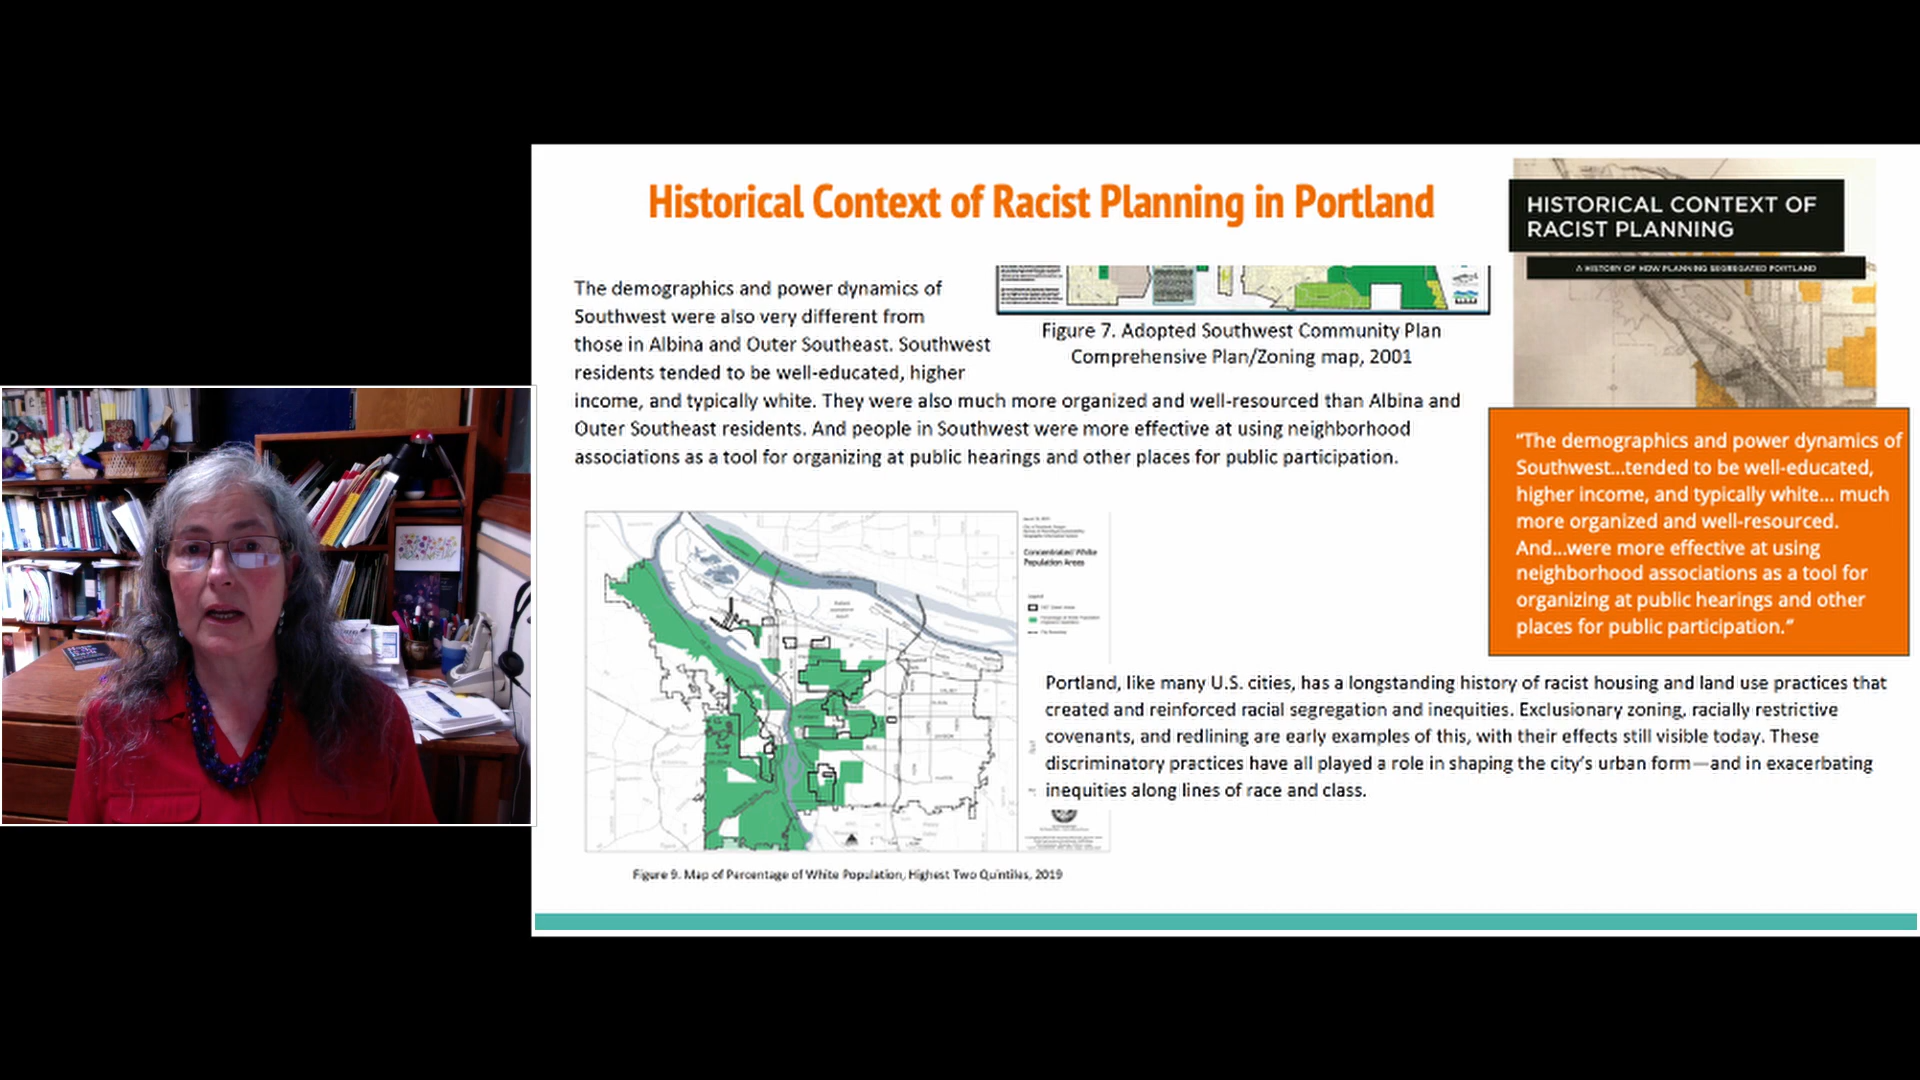 Historical Context of Racist Planning in Portland
HISTORICAL CONTEXT OF
RACIST PLANNING
A HISTORY OF HOW PLANNING SEGREGATED PORTLAND
The demographics and power dynamics of
Southwest were also very different from
those in Albina and Outer Southeast. Southwest
residents tended to be well-educated, higher
income, and typically white. They were also much more organized and well-resourced than Albina and
Outer Southeast residents. And people in Southwest were more effective at using neighborhood
associations as a tool for organizing at public hearings and other places for public participation.
Figure 7. Adopted Southwest Community Plan
Comprehensive Plan/Zoning map, 2001
“The demographics and power dynamics of
Southwest...tended to be well-educated,
higher income, and typically white... much
more organized and well-resourced.
And...were more effective at using
neighborhood associations as a tool for
organizing at public hearings and other
places for public participation.”
Concentrated White
Population Areas
Portland, like many U.S. cities, has a longstanding history of racist housing and land use practices that
created and reinforced racial segregation and inequities. Exclusionary zoning, racially restrictive
covenants, and redlining are early examples of this, with their effects still visible today. These
discriminatory practices have all played a role in shaping the city’s urban form—and in exacerbating
inequities along lines of race and class.
Figure 9. Map of Percentage of White Population, Highest Two Quintiles, 2019